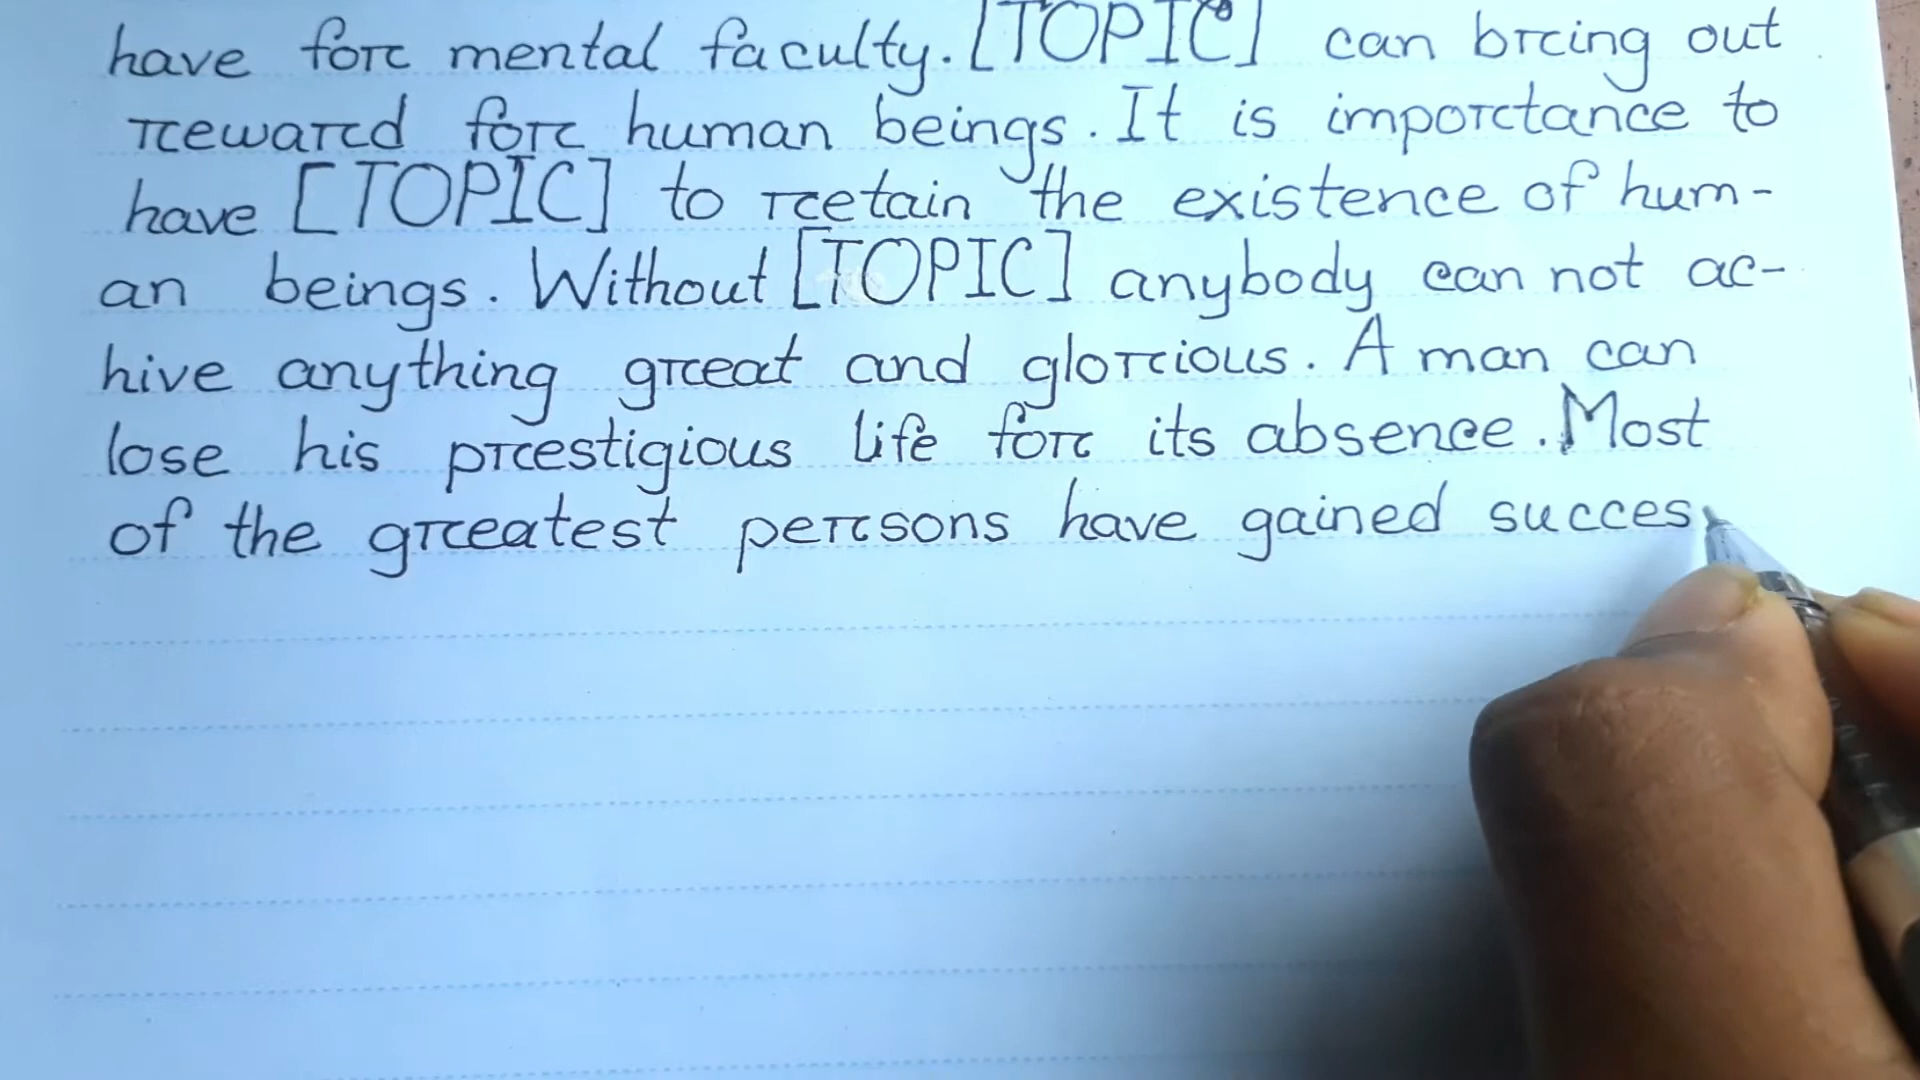 have for mental faculty. [TOPIC] can bring out
reward for human beings. It is importance to
have [TOPIC] to retain the existence of hum-
an beings. Without [TOPIC] anybody can not ac-
hive anything great and glorious. A man can
lose his prestigious life for its absence. Most
of the greatest persons have gained succes